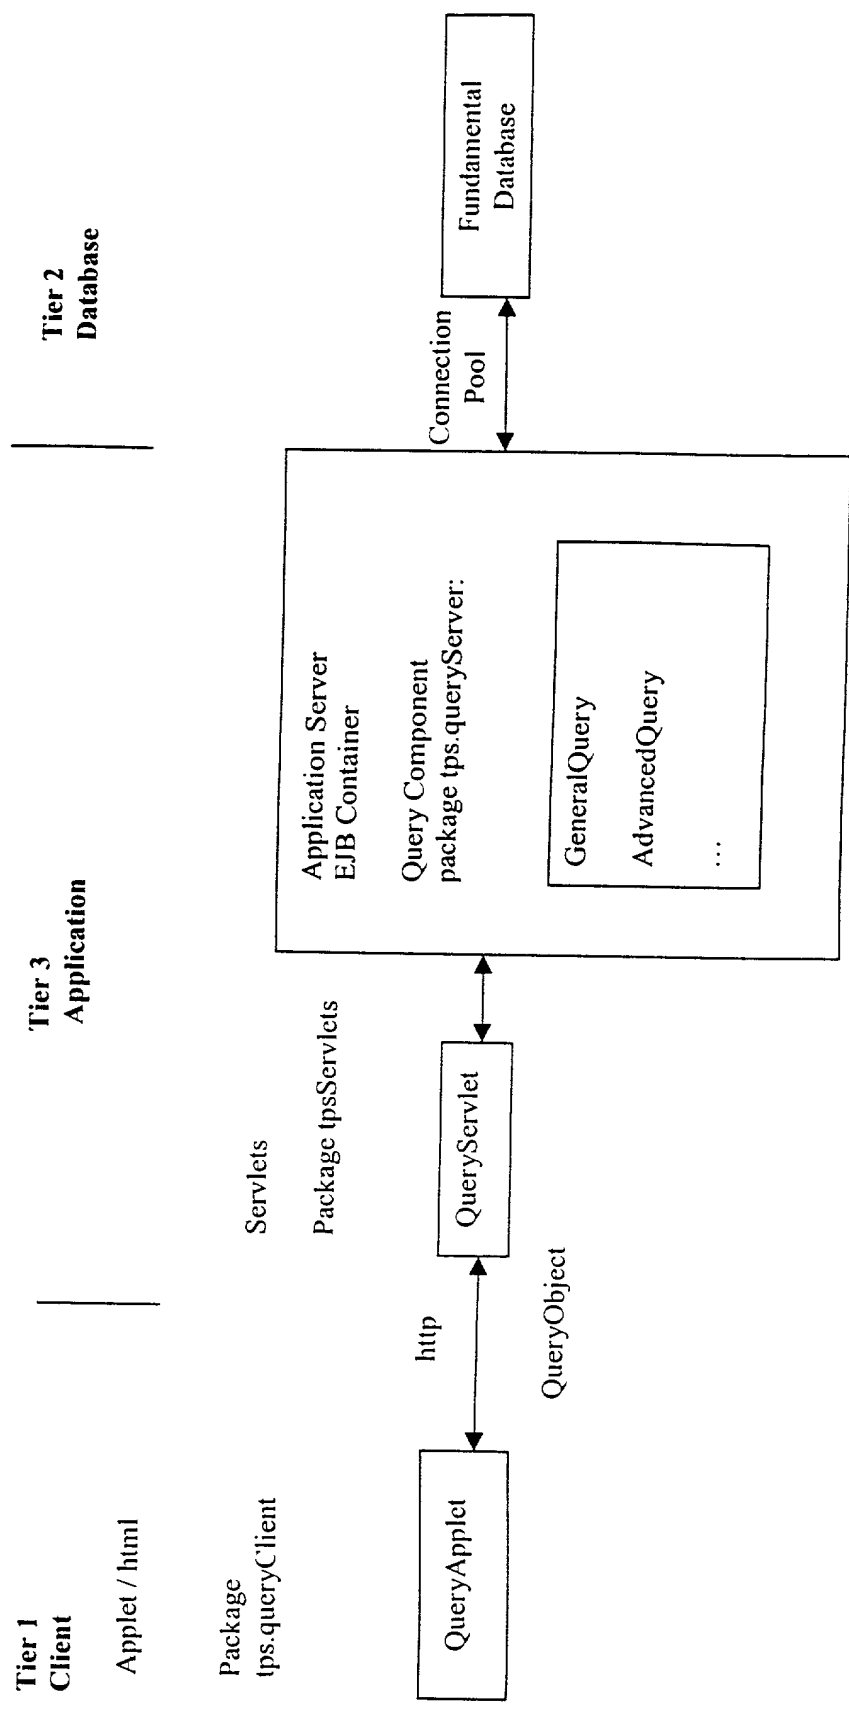 Tier 1
Client
Applet / html
Package
tps.queryClient
QueryApplet
http
QueryObject
Tier 3
Application
Servlets
Package tpsServlets
QueryServlet
Application Server
EJB Container
Query Component
package tps.queryServer:
GeneralQuery
AdvancedQuery
…
Tier 2
Database
Connection
Pool
Fundamental
Database